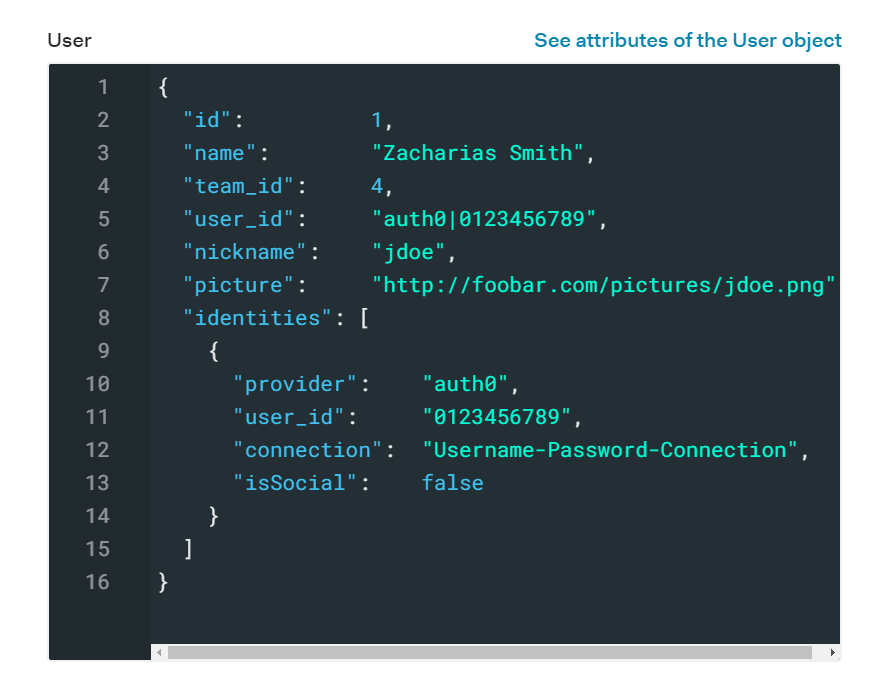 User
See attributes of the User object
1 {
2 "id": 1,
3 "name": "Zacharias Smith",
4 "team_id": 4,
5 "user_id": "auth0|0123456789",
6 "nickname": "jdoe",
7 "picture": "http://foobar.com/pictures/jdoe.png"
8 "identities": [
9 {
10 "provider": "auth0",
11 "user_id": "0123456789",
12 "connection": "Username-Password-Connection",
13 "isSocial": false
14 }
15 ]
16 }